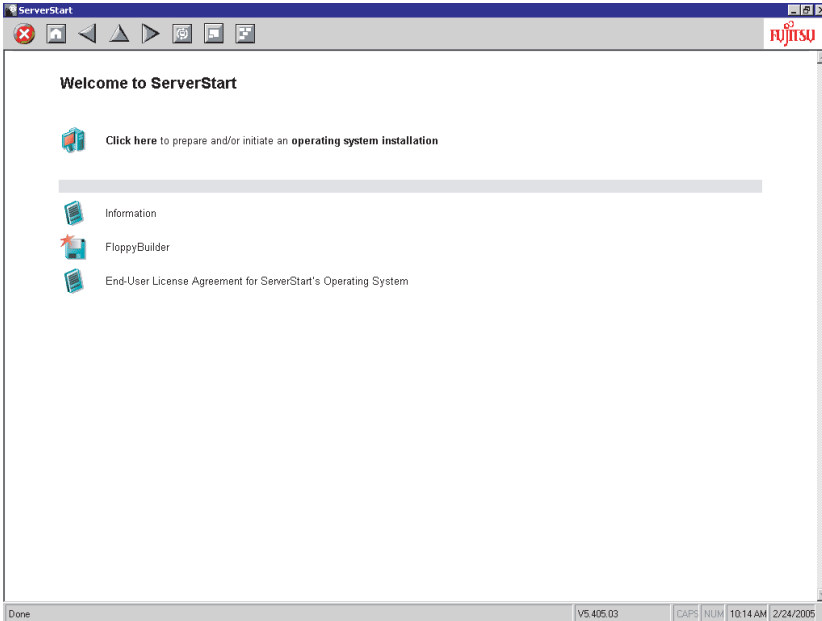 ServerStart
FUJITSU
Welcome to ServerStart
Click here to prepare and/or initiate an operating system installation
Information
FloppyBuilder
End-User License Agreement for ServerStart's Operating System
Done
V5.405.03
CAPS
NUM
10:14 AM
2/24/2005